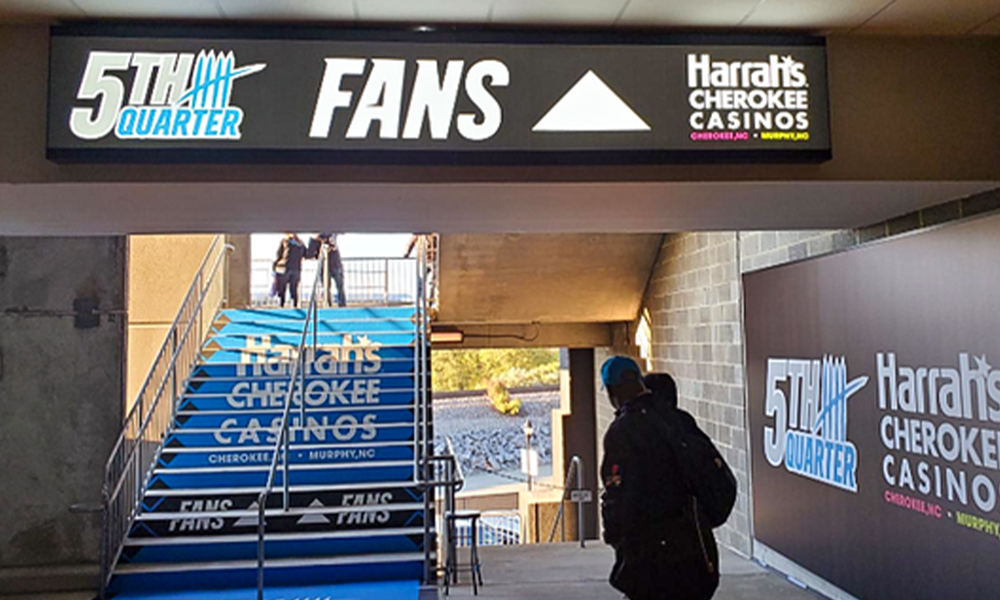 5TH
QUARTER
FANS
Harrah's
CHEROKEE
CASINOS
CHEROKEE, NC • MURPHY, NC
Harrah's
CHEROKEE
CASINOS
CHEROKEE, • MURPHY, NC
FANS FANS
5TH
QUARTER
Harrah's
CHEROKEE
CASINO
CHEROKEE, NC • MURPHY